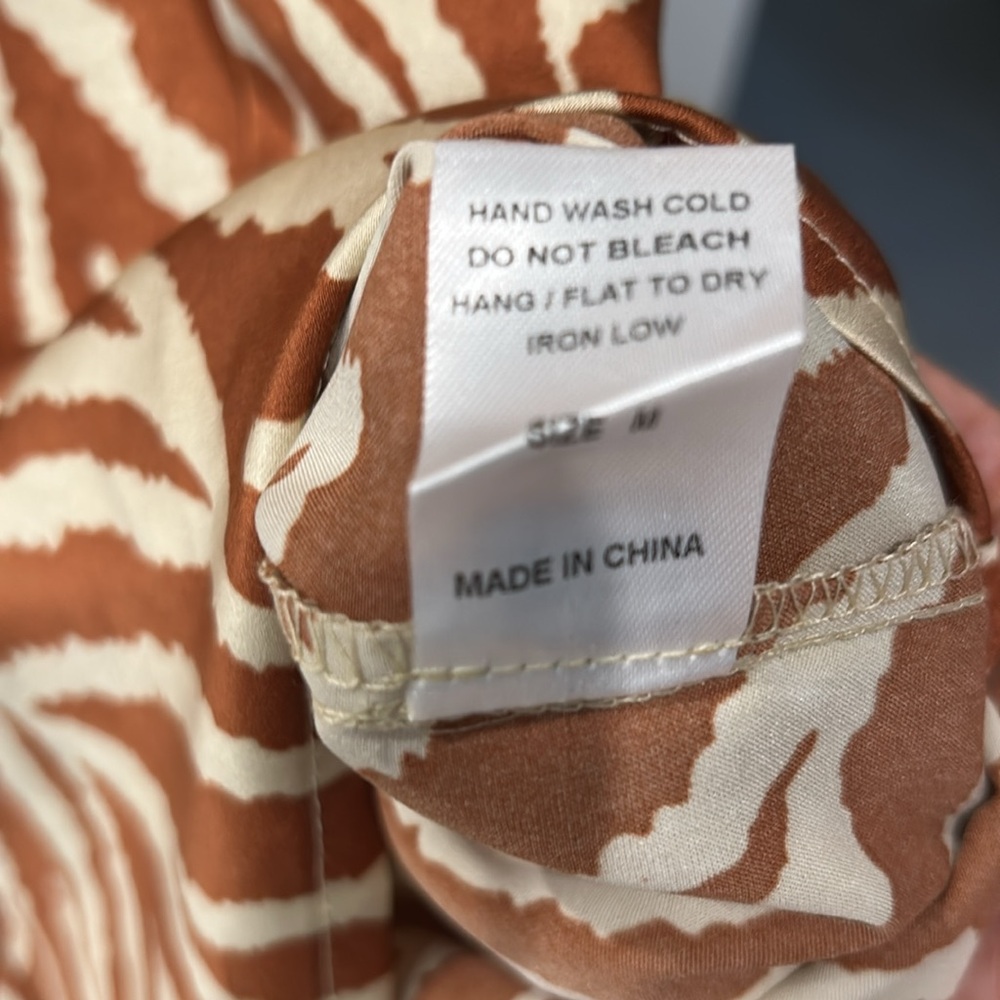 HAND WASH COLD
DO NOT BLEACH
HANG / FLAT TO DRY
IRON LOW
SIZE M
MADE IN CHINA